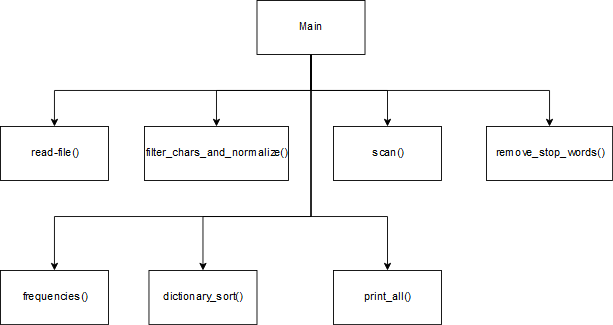 Main
read-file()
filter_chars_and_normalize()
scan()
remove_stop_words()
frequencies()
dictionary_sort()
print_all()